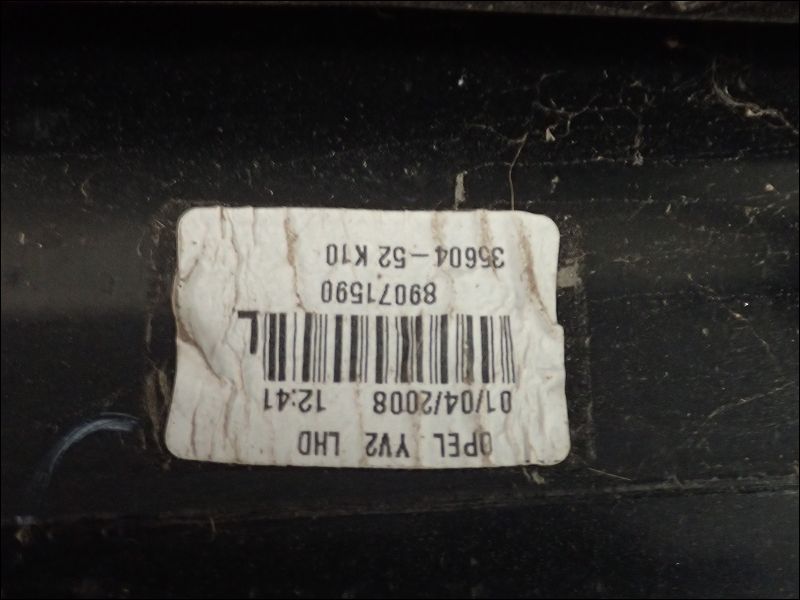 OPEL YV2 LHD
01/04/2008 12:41
L
89071590
35604-52 K10